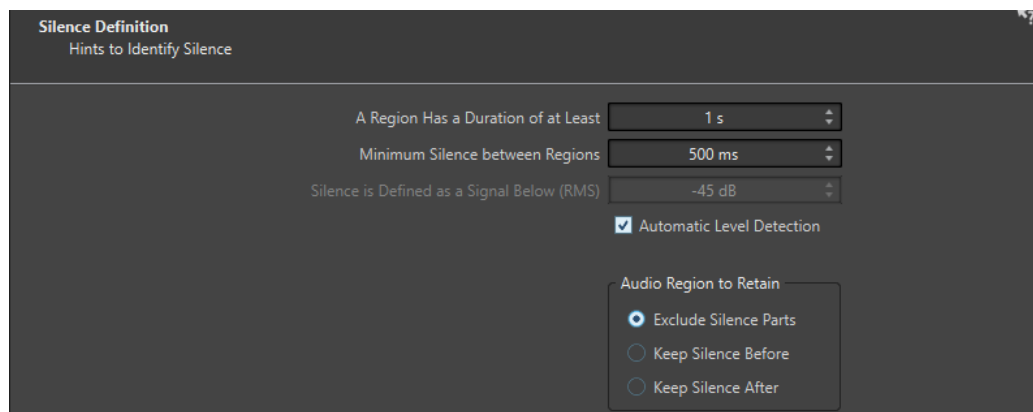 Silence Definition
Hints to Identify Silence
A Region Has a Duration of at Least 1 s
Minimum Silence between Regions 500 ms
Silence is Defined as a Signal Below (RMS) -45 dB
Automatic Level Detection
Audio Region to Retain
Exclude Silence Parts
Keep Silence Before
Keep Silence After